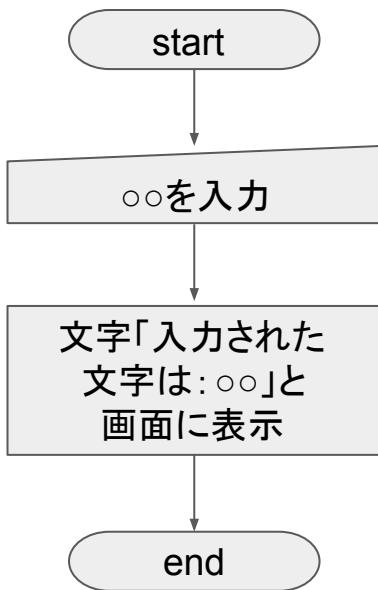 start
○○を入力
文字「入力された
文字は：○○」と
画面に表示
end